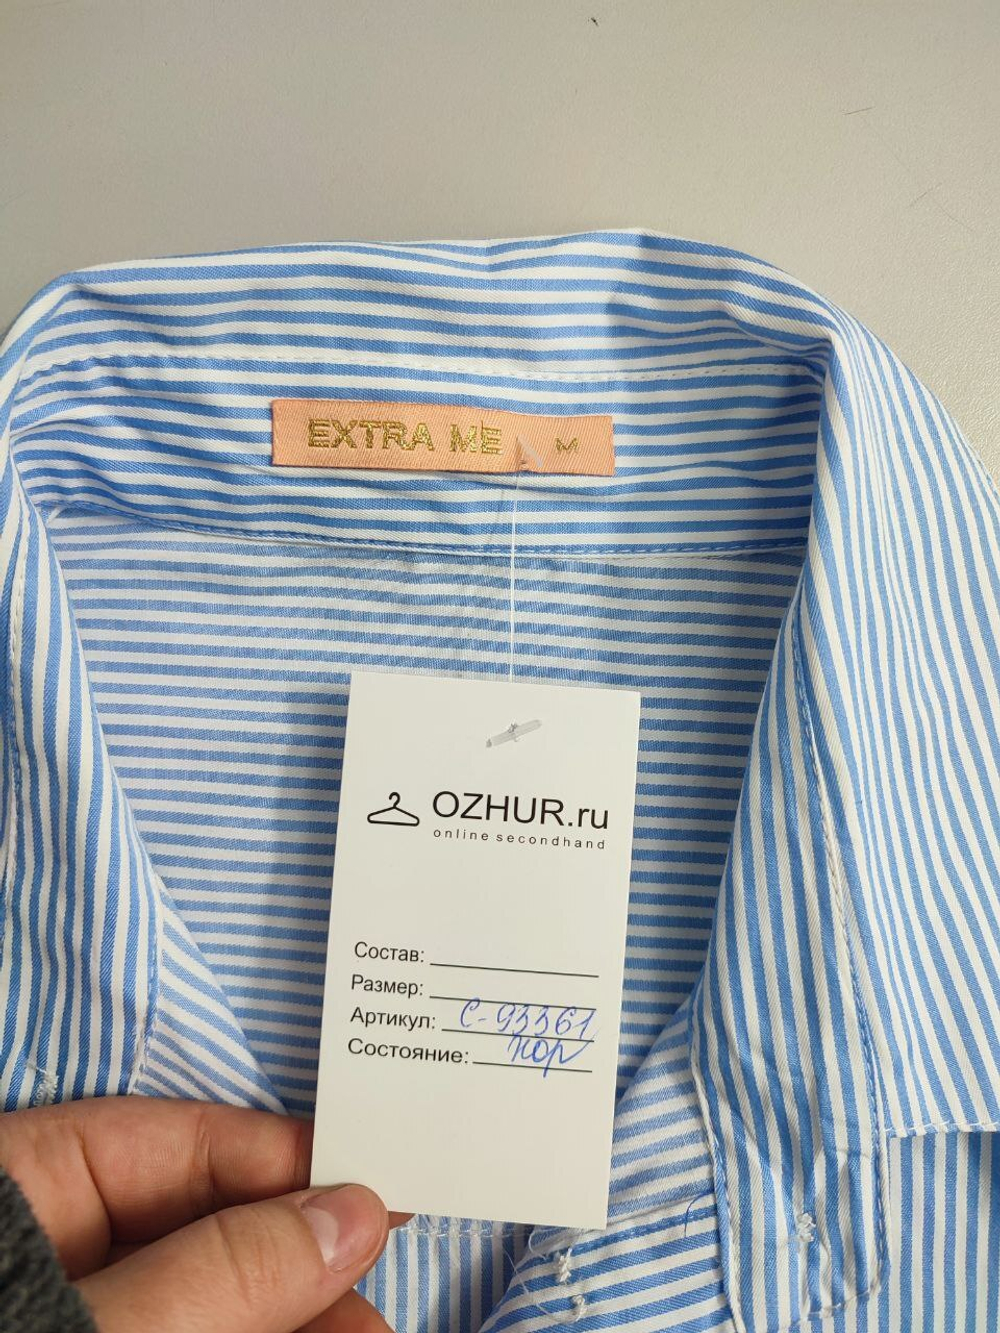 EXTRA ME M
OZHUR.ru
online secondhand
Состав:
Размер:
Артикул: С-93361
Состояние: хор